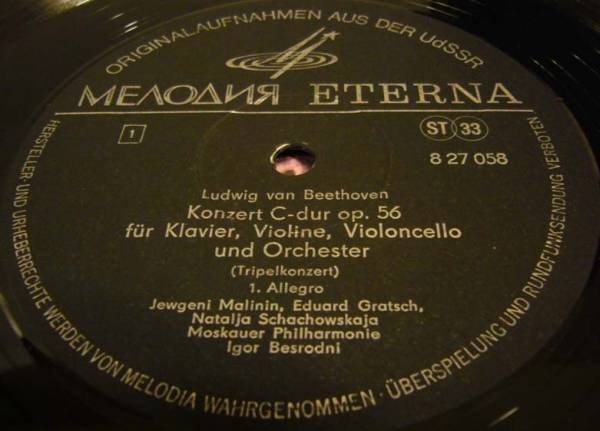 ORIGINALAUFNAHMEN AUS DER UdSSR
МЕЛОДИЯ ETERNA
1
ST 33
8 27 058
Ludwig van Beethoven
Konzert C-dur op. 56
für Klavier, Violine, Violoncello
und Orchester
(Tripelkonzert)
1. Allegro
Jewgeni Malinin, Eduard Gratsch,
Natalja Schachowskaja
Moskauer Philharmonie
Igor Besrodni
HERSTELLER UND URHEBERRECHTE WERDEN VON MELODIA WAHRGENOMMEN · ÜBERSPIELUNG UND RUNDFUNKSENDUNG VERBOTEN